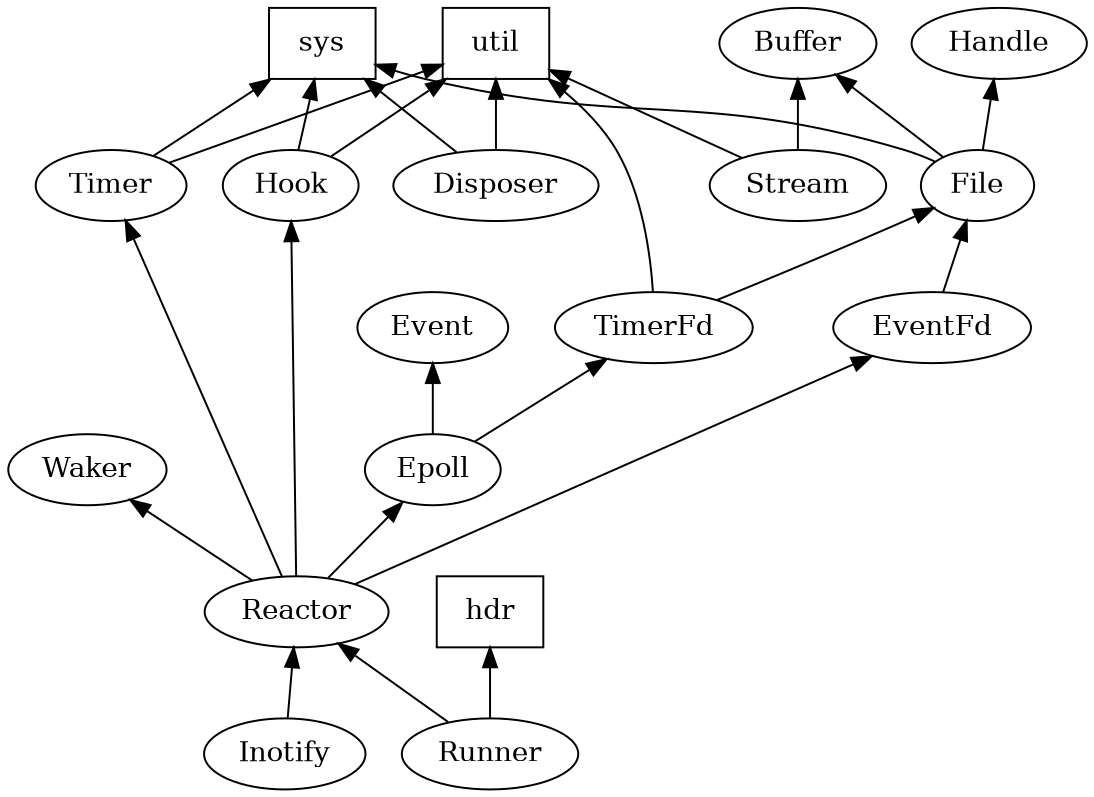 sys
util
Buffer
Handle
Timer
Hook
Disposer
Stream
File
Event
TimerFd
EventFd
Waker
Epoll
Reactor
hdr
Inotify
Runner